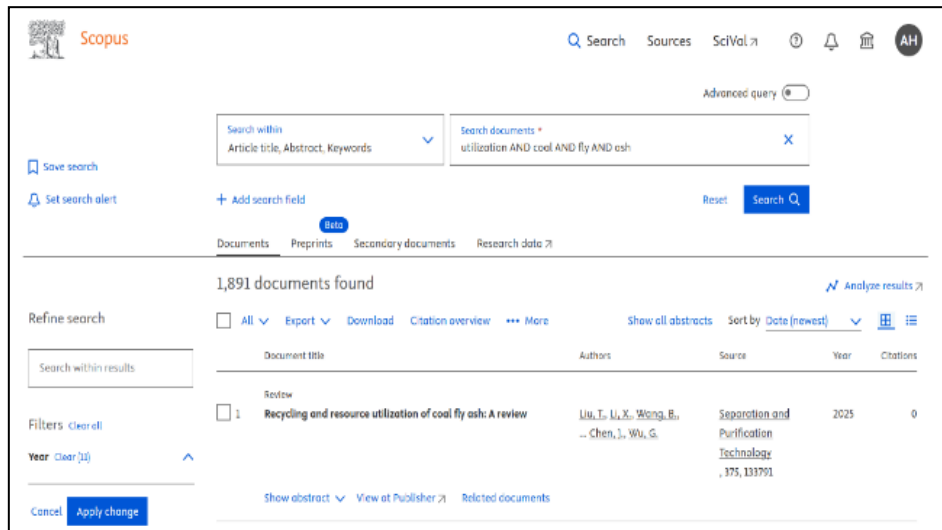 Scopus
Search Sources SciVal AH
Advanced query
Search within
Article title, Abstract, Keywords
Search documents *
utilization AND coal AND fly AND ash
Save search
Set search alert
Add search field
Reset Search
Beta
Documents Preprints Secondary documents Research data
1,891 documents found
Analyze results
Refine search
All Export Download Citation overview ••• More Show all abstracts Sort by Date (newest)
Search within results
Document title Authors Source Year Citations
Review
1 Recycling and resource utilization of coal fly ash: A review Liu, T., Li, X., Wang, B., Separation and 2025 0
... Chen, J., Wu, G. Purification
Technology
, 375, 133791
Filters Clear all
Year Clear (11)
Show abstract View at Publisher Related documents
Cancel Apply change